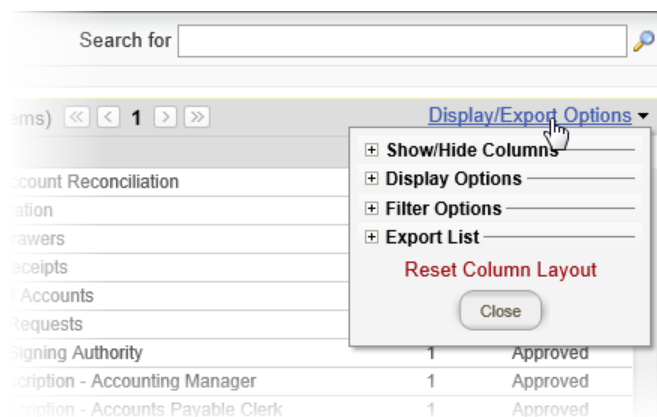 Search for
ems) « < 1 > »
Display/Export Options
Show/Hide Columns
Display Options
Filter Options
Export List
Reset Column Layout
Close
ccount Reconciliation
ation
rawers
eceipts
f Accounts
Requests
Signing Authority 1 Approved
cription - Accounting Manager 1 Approved
cription - Accounts Payable Clerk 1 Approved